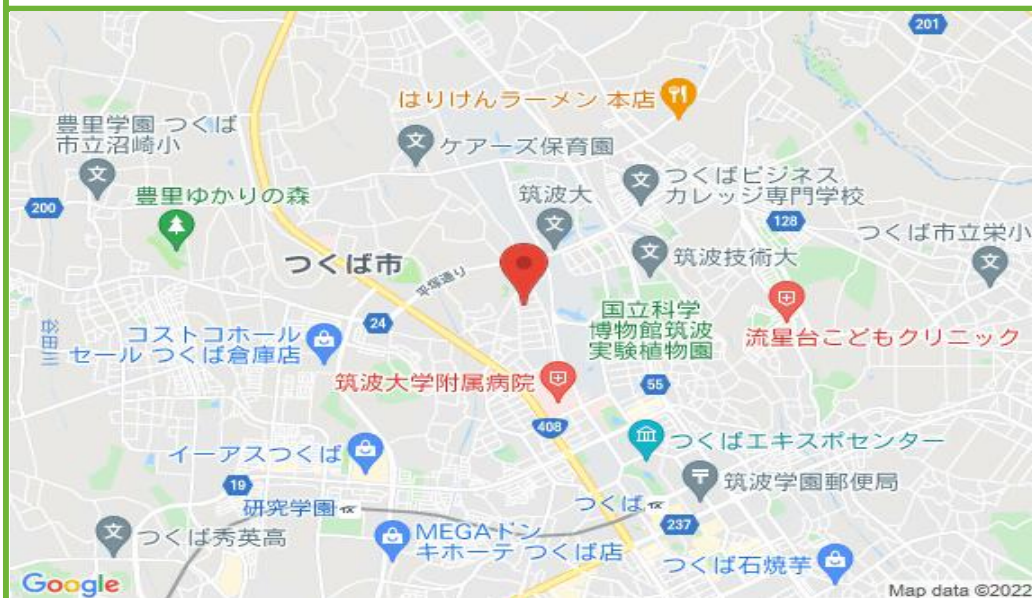 201
はりけんラーメン 本店
豊里学園 つくば
市立沼崎小
ケアーズ保育園
つくばビジネス
カレッジ専門学校
筑波大
200
豊里ゆかりの森
128
つくば市立栄小
つくば市
平塚通り
筑波技術大
谷田川
コストコホール
セール つくば倉庫店
24
国立科学
博物館筑波
実験植物園
流星台こどもクリニック
筑波大学附属病院
55
408
つくばエキスポセンター
イーアスつくば
筑波学園郵便局
19
研究学園
つくば
237
つくば秀英高
MEGAドン
キホーテ つくば店
つくば石焼芋
Google
Map data ©2022